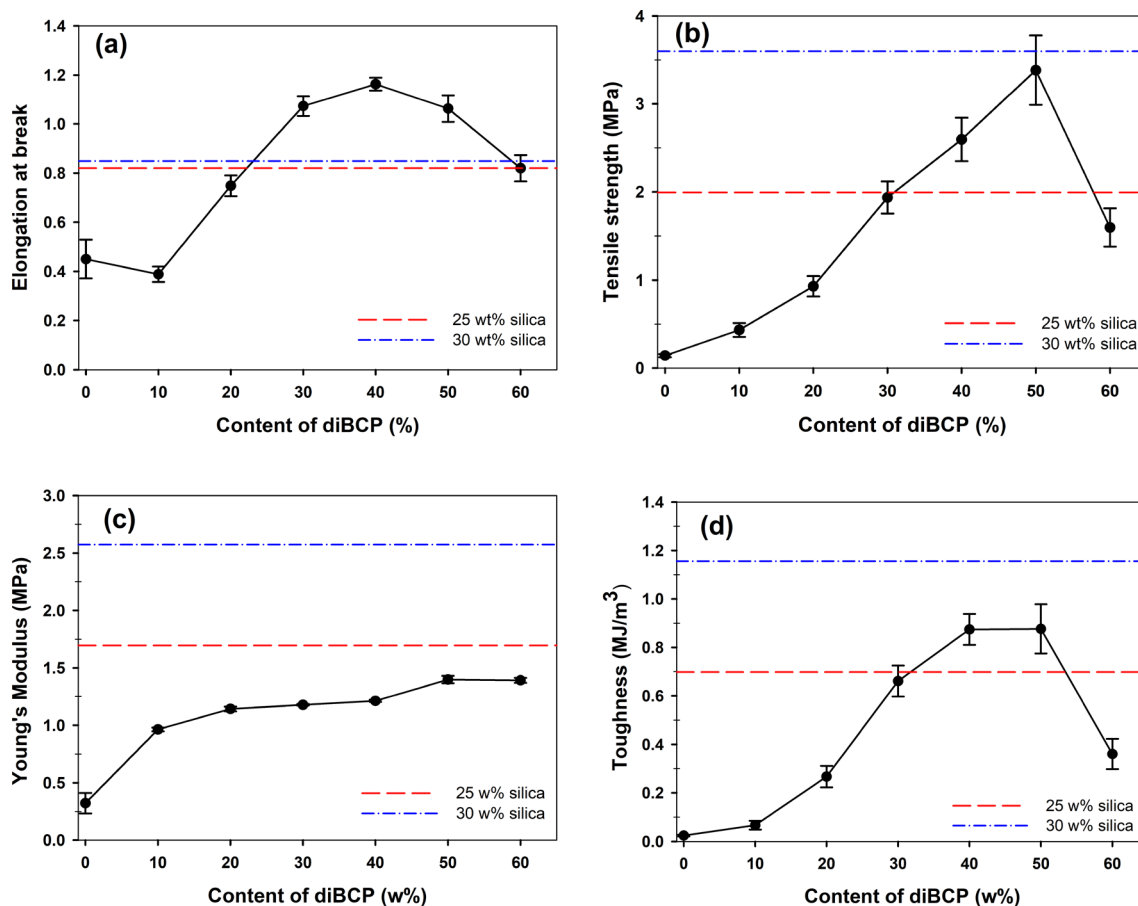 (a)
Elongation at break
1.4
1.2
1.0
0.8
0.6
0.4
0.2
0.0
25 wt% silica
30 wt% silica
0 10 20 30 40 50 60
Content of diBCP (%)
(b)
Tensile strength (MPa)
4
3
2
1
0
25 wt% silica
30 wt% silica
0 10 20 30 40 50 60
Content of diBCP (%)
(c)
Young's Modulus (MPa)
3.0
2.5
2.0
1.5
1.0
0.5
0.0
25 w% silica
30 w% silica
0 10 20 30 40 50 60
Content of diBCP (w%)
(d)
Toughness (MJ/m³)
1.4
1.2
1.0
0.8
0.6
0.4
0.2
0.0
25 w% silica
30 w% silica
0 10 20 30 40 50 60
Content of diBCP (w%)